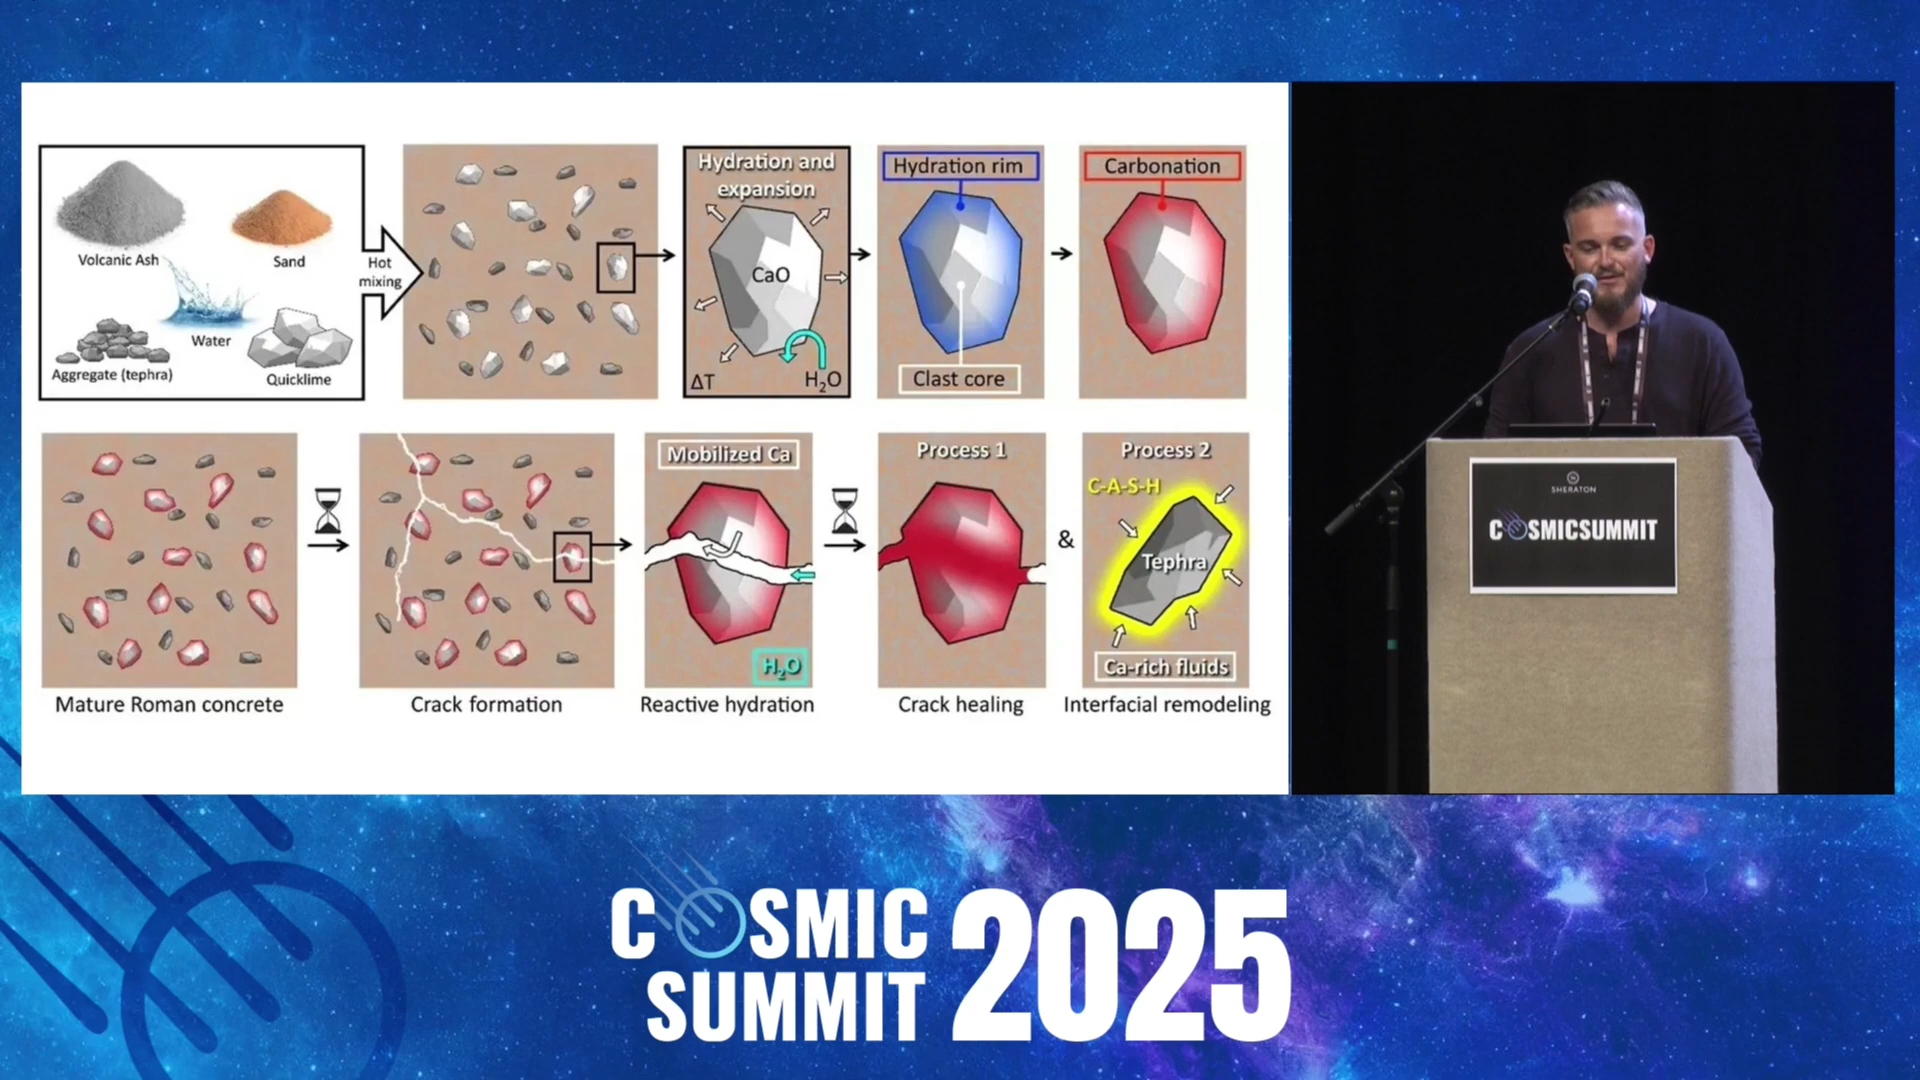 Volcanic Ash
Sand
Water
Aggregate (tephra)
Quicklime
Hot
mixing
Hydration and
expansion
CaO
ΔT
H₂O
Hydration rim
Clast core
Carbonation
Mature Roman concrete
Crack formation
Mobilized Ca
H₂O
Reactive hydration
Process 1
Crack healing
&
Process 2
C-A-S-H
Tephra
Ca-rich fluids
Interfacial remodeling
SHERATON
COSMICSUMMIT
COSMIC
SUMMIT
2025